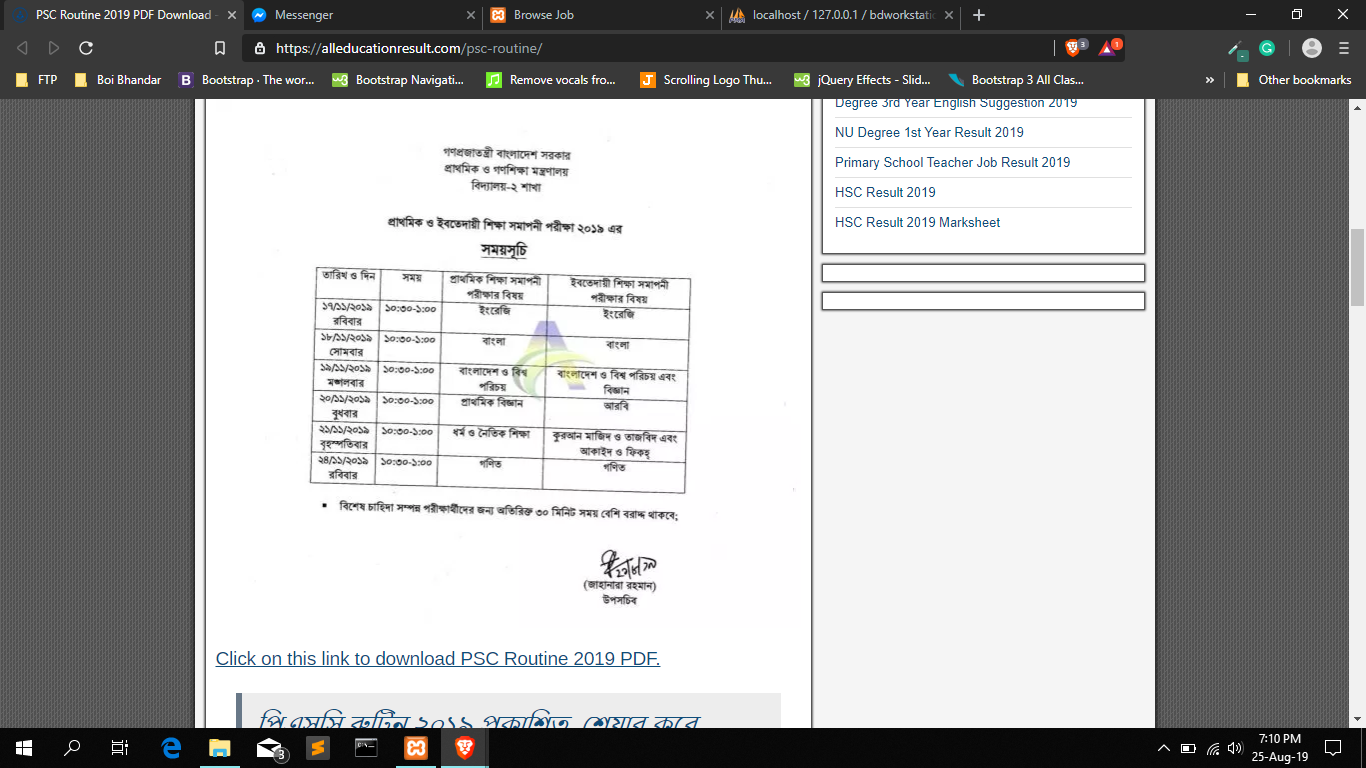 PSC Routine 2019 PDF Download -
Messenger
Browse Job
localhost / 127.0.0.1 / bdworkstati
https://alleducationresult.com/psc-routine/
3
1
FTP
Boi Bhandar
Bootstrap · The wor...
Bootstrap Navigati...
Remove vocals fro...
Scrolling Logo Thu...
jQuery Effects - Slid...
Bootstrap 3 All Clas...
»
Other bookmarks
গণপ্রজাতন্ত্রী বাংলাদেশ সরকার
প্রাথমিক ও গণশিক্ষা মন্ত্রণালয়
বিদ্যালয়-২ শাখা
প্রাথমিক ও ইবতেদায়ী শিক্ষা সমাপনী পরীক্ষা ২০১৯ এর
সময়সূচি
তারিখ ও দিন সময় প্রাথমিক শিক্ষা সমাপনী ইবতেদায়ী শিক্ষা সমাপনী
পরীক্ষার বিষয় পরীক্ষার বিষয়
১৭/১১/২০১৯ ১০:৩০-১:০০ ইংরেজি ইংরেজি
রবিবার
১৮/১১/২০১৯ ১০:৩০-১:০০ বাংলা বাংলা
সোমবার
১৯/১১/২০১৯ ১০:৩০-১:০০ বাংলাদেশ ও বিশ্ব বাংলাদেশ ও বিশ্ব পরিচয় এবং
মঙ্গলবার পরিচয় বিজ্ঞান
২০/১১/২০১৯ ১০:৩০-১:০০ প্রাথমিক বিজ্ঞান আরবি
বুধবার
২১/১১/২০১৯ ১০:৩০-১:০০ ধর্ম ও নৈতিক শিক্ষা কুরআন মাজিদ ও তাজবিদ এবং
বৃহস্পতিবার আকাইদ ও ফিকহ্
২৪/১১/২০১৯ ১০:৩০-১:০০ গণিত গণিত
রবিবার
▪ বিশেষ চাহিদা সম্পন্ন পরীক্ষার্থীদের জন্য অতিরিক্ত ৩০ মিনিট সময় বেশি বরাদ্দ থাকবে;
(জাহানারা রহমান)
উপসচিব
Click on this link to download PSC Routine 2019 PDF.
পি.এসসি রুটিন ২০১৯ প্রকাশিত, শেয়ার করে
Degree 3rd Year English Suggestion 2019
NU Degree 1st Year Result 2019
Primary School Teacher Job Result 2019
HSC Result 2019
HSC Result 2019 Marksheet
3
7:10 PM
25-Aug-19